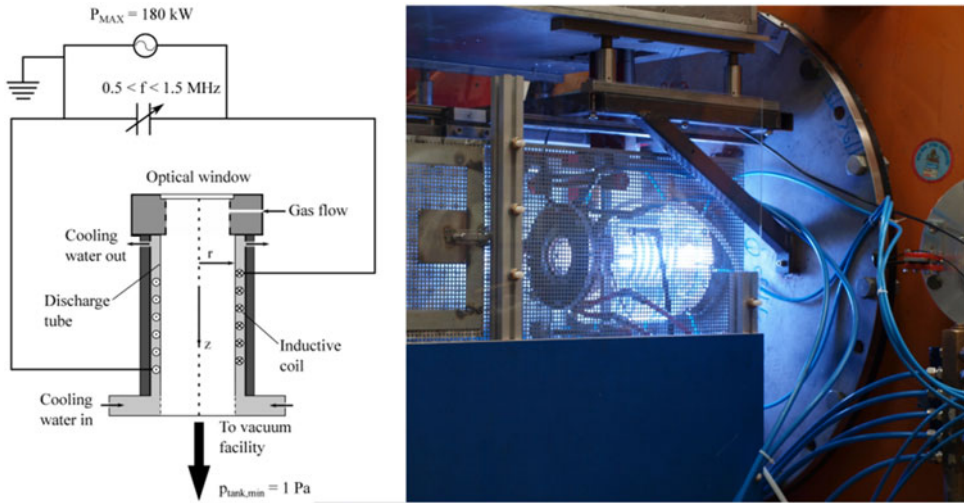 P_MAX = 180 kW
0.5 < f < 1.5 MHz
Optical window
Gas flow
Cooling
water out
r
Discharge
tube
z
Inductive
coil
Cooling
water in
To vacuum
facility
p_tank,min = 1 Pa